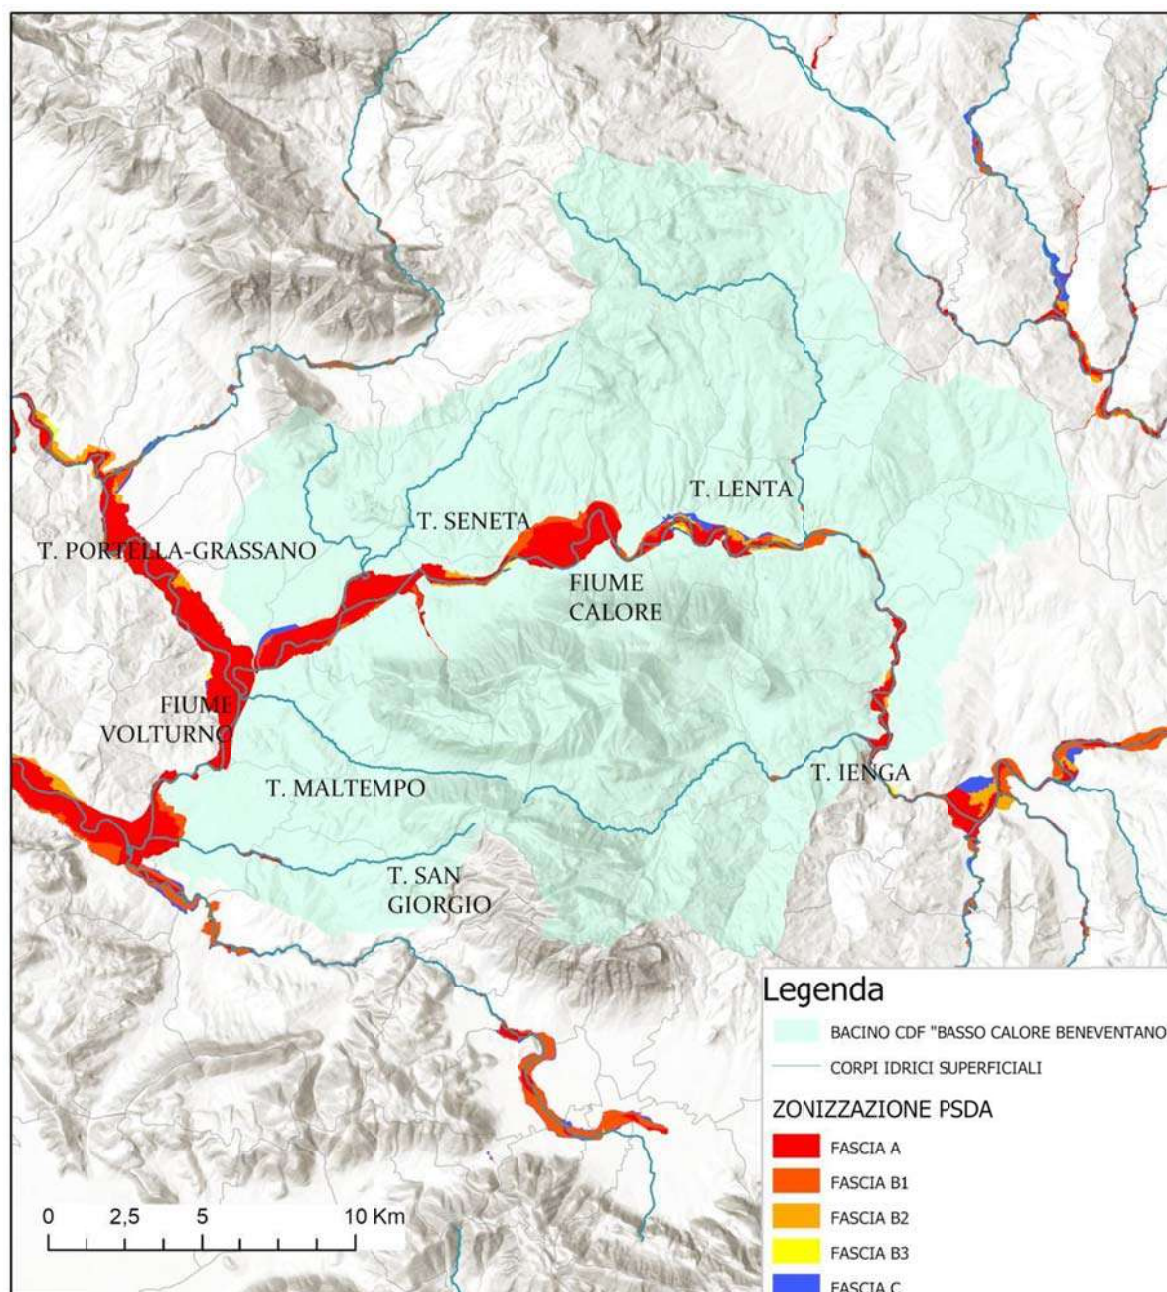 T. LENTA
T. SENETA
T. PORTELLA-GRASSANO
FIUME
CALORE
FIUME
VOLTURNO
T. IENGA
T. MALTEMPO
T. SAN
GIORGIO
Legenda
BACINO CDF "BASSO CALORE BENEVENTANO
CORPI IDRICI SUPERFICIALI
ZONIZZAZIONE PSDA
FASCIA A
FASCIA B1
FASCIA B2
FASCIA B3
FASCIA C
0 2,5 5 10 Km